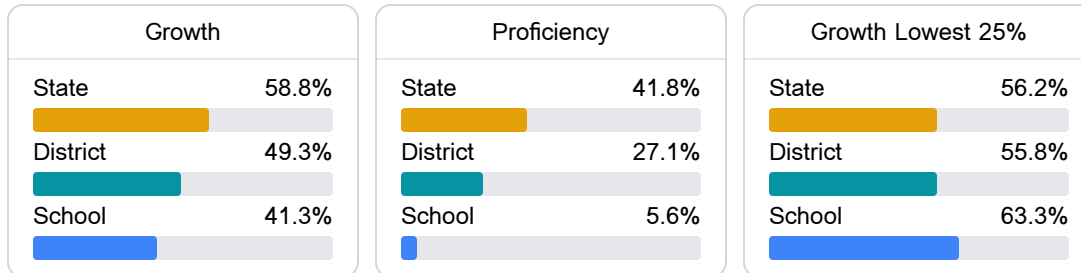 Growth
State 58.8%
District 49.3%
School 41.3%
Proficiency
State 41.8%
District 27.1%
School 5.6%
Growth Lowest 25%
State 56.2%
District 55.8%
School 63.3%